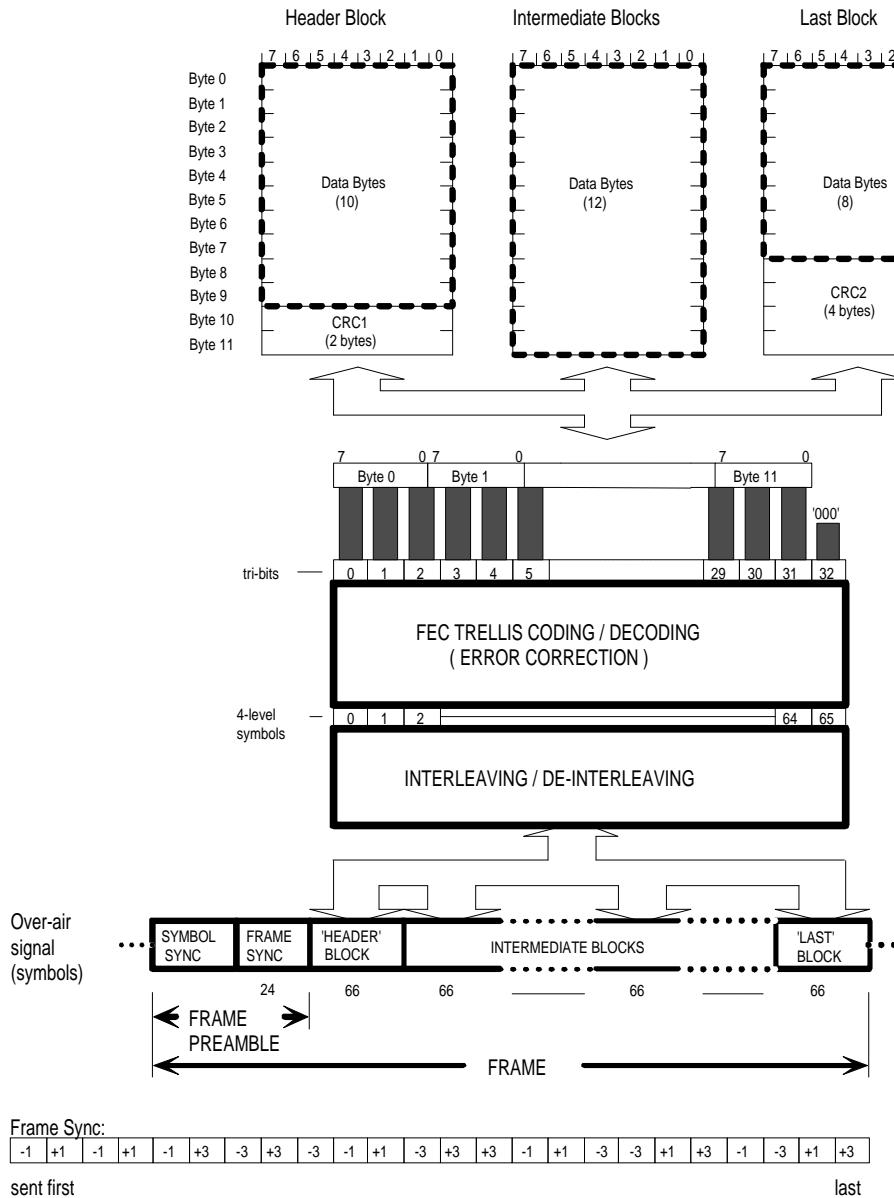 Header Block Intermediate Blocks Last Block
7 6 5 4 3 2 1 0 7 6 5 4 3 2 1 0 7 6 5 4 3 2
Byte 0
Byte 1
Byte 2
Byte 3
Byte 4
Byte 5
Byte 6
Byte 7
Byte 8
Byte 9
Byte 10
Byte 11
Data Bytes
(10)
CRC1
(2 bytes)
Data Bytes
(12)
Data Bytes
(8)
CRC2
(4 bytes)
7 0 7 0 7 0
Byte 0 Byte 1 Byte 11
'000'
tri-bits 0 1 2 3 4 5 29 30 31 32
FEC TRELLIS CODING / DECODING
( ERROR CORRECTION )
4-level
symbols
0 1 2 64 65
INTERLEAVING / DE-INTERLEAVING
Over-air
signal
(symbols)
SYMBOL
SYNC
FRAME
SYNC
'HEADER'
BLOCK
INTERMEDIATE BLOCKS
'LAST'
BLOCK
24 66 66 66 66
FRAME
PREAMBLE
FRAME
Frame Sync:
-1 +1 -1 +1 -1 +3 -3 +3 -3 -1 +1 -3 +3 +3 -1 +1 -3 -3 +1 +3 -1 -3 +1 +3
sent first last